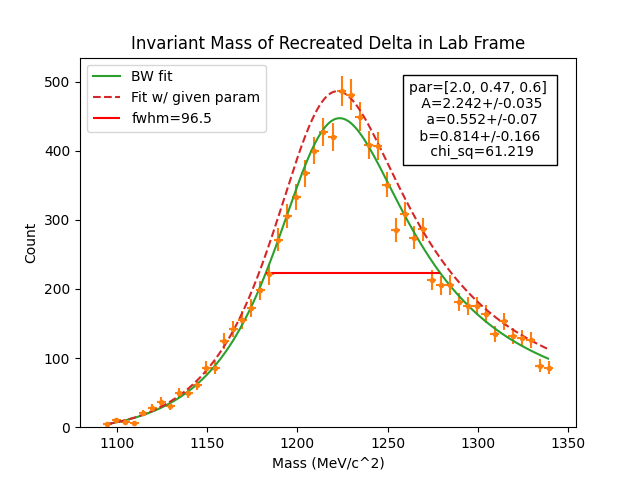 Invariant Mass of Recreated Delta in Lab Frame
BW fit
Fit w/ given param
fwhm=96.5
par=[2.0, 0.47, 0.6]
A=2.242+/-0.035
a=0.552+/-0.07
b=0.814+/-0.166
chi_sq=61.219
Count
500
400
300
200
100
0
1100 1150 1200 1250 1300 1350
Mass (MeV/c^2)